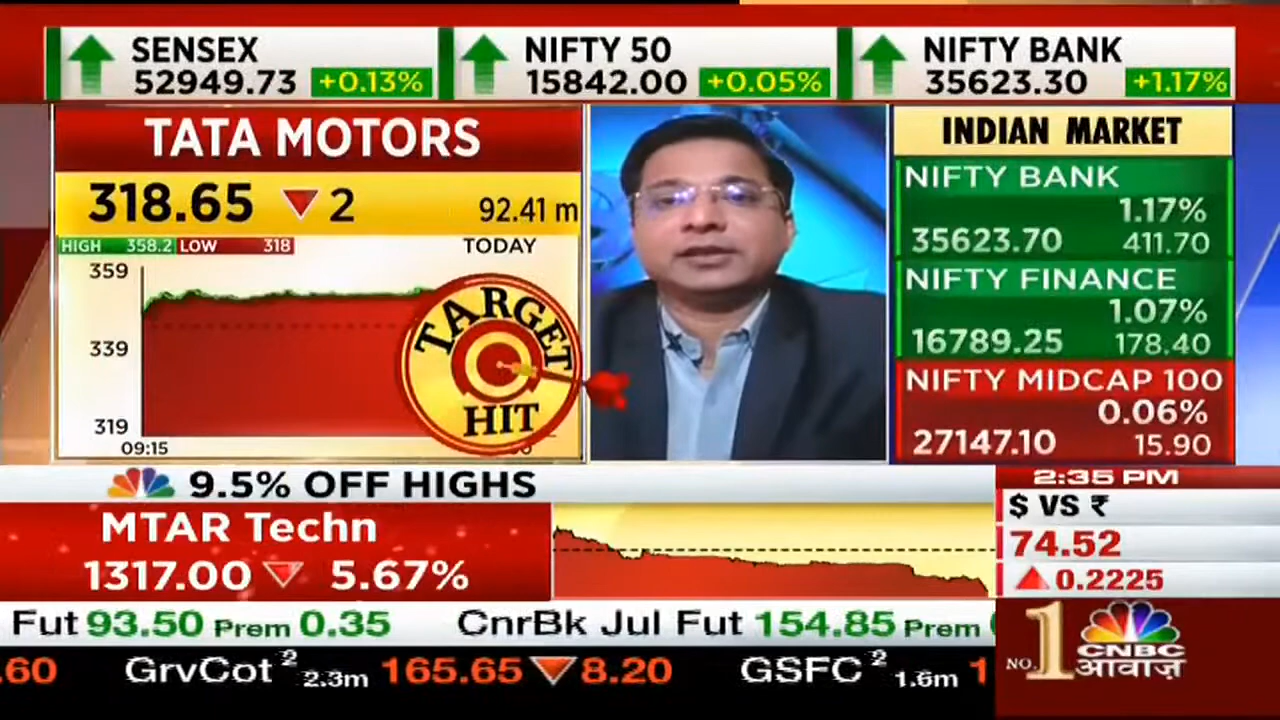 SENSEX
52949.73 +0.13%
NIFTY 50
15842.00 +0.05%
NIFTY BANK
35623.30 +1.17%
TATA MOTORS
318.65 ▼ 2 92.41 m
HIGH 358.2 LOW 318 TODAY
359
339
319
09:15
TARGET
HIT
INDIAN MARKET
NIFTY BANK
1.17%
35623.70 411.70
NIFTY FINANCE
1.07%
16789.25 178.40
NIFTY MIDCAP 100
0.06%
27147.10 15.90
9.5% OFF HIGHS
MTAR Techn
1317.00 ▼ 5.67%
2:35 PM
$ VS ₹
74.52
▲ 0.2225
Fut 93.50 Prem 0.35 CnrBk Jul Fut 154.85 Prem
.60 GrvCot 2 2.3m 165.65 ▼ 8.20 GSFC 2 1.6m 1
NO. 1 CNBC
आवाज़